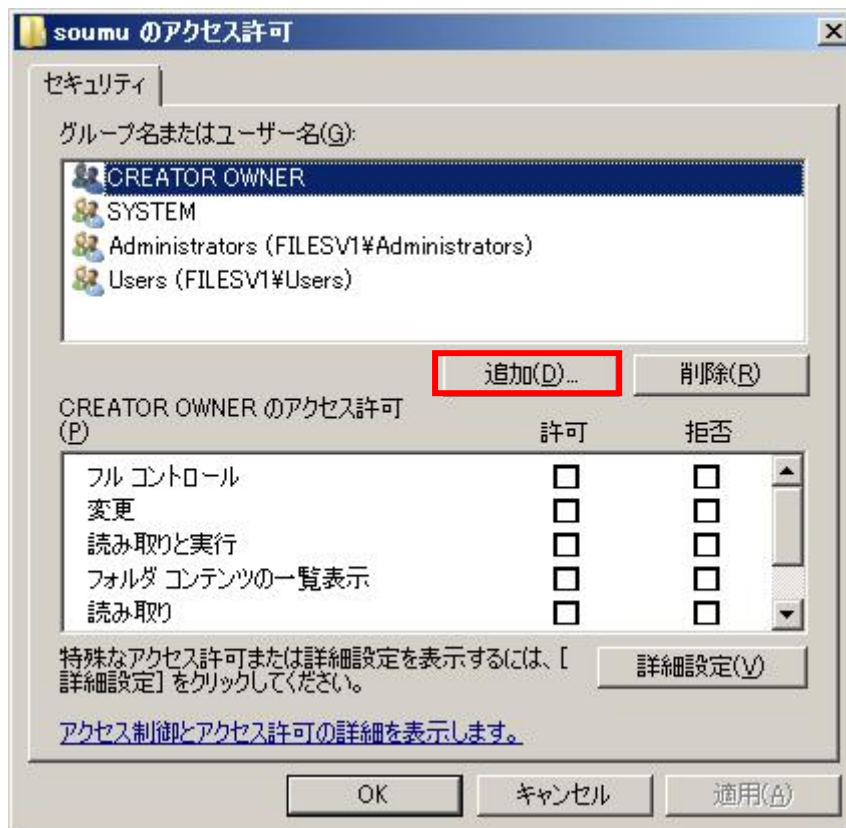 soumu のアクセス許可
セキュリティ
グループ名またはユーザー名(G):
CREATOR OWNER
SYSTEM
Administrators (FILESV1¥Administrators)
Users (FILESV1¥Users)
追加(D)... 削除(R)
CREATOR OWNER のアクセス許可
(P) 許可 拒否
フル コントロール
変更
読み取りと実行
フォルダ コンテンツの一覧表示
読み取り
特殊なアクセス許可または詳細設定を表示するには、[
詳細設定] をクリックしてください。
詳細設定(V)
アクセス制御とアクセス許可の詳細を表示します。
OK キャンセル 適用(A)